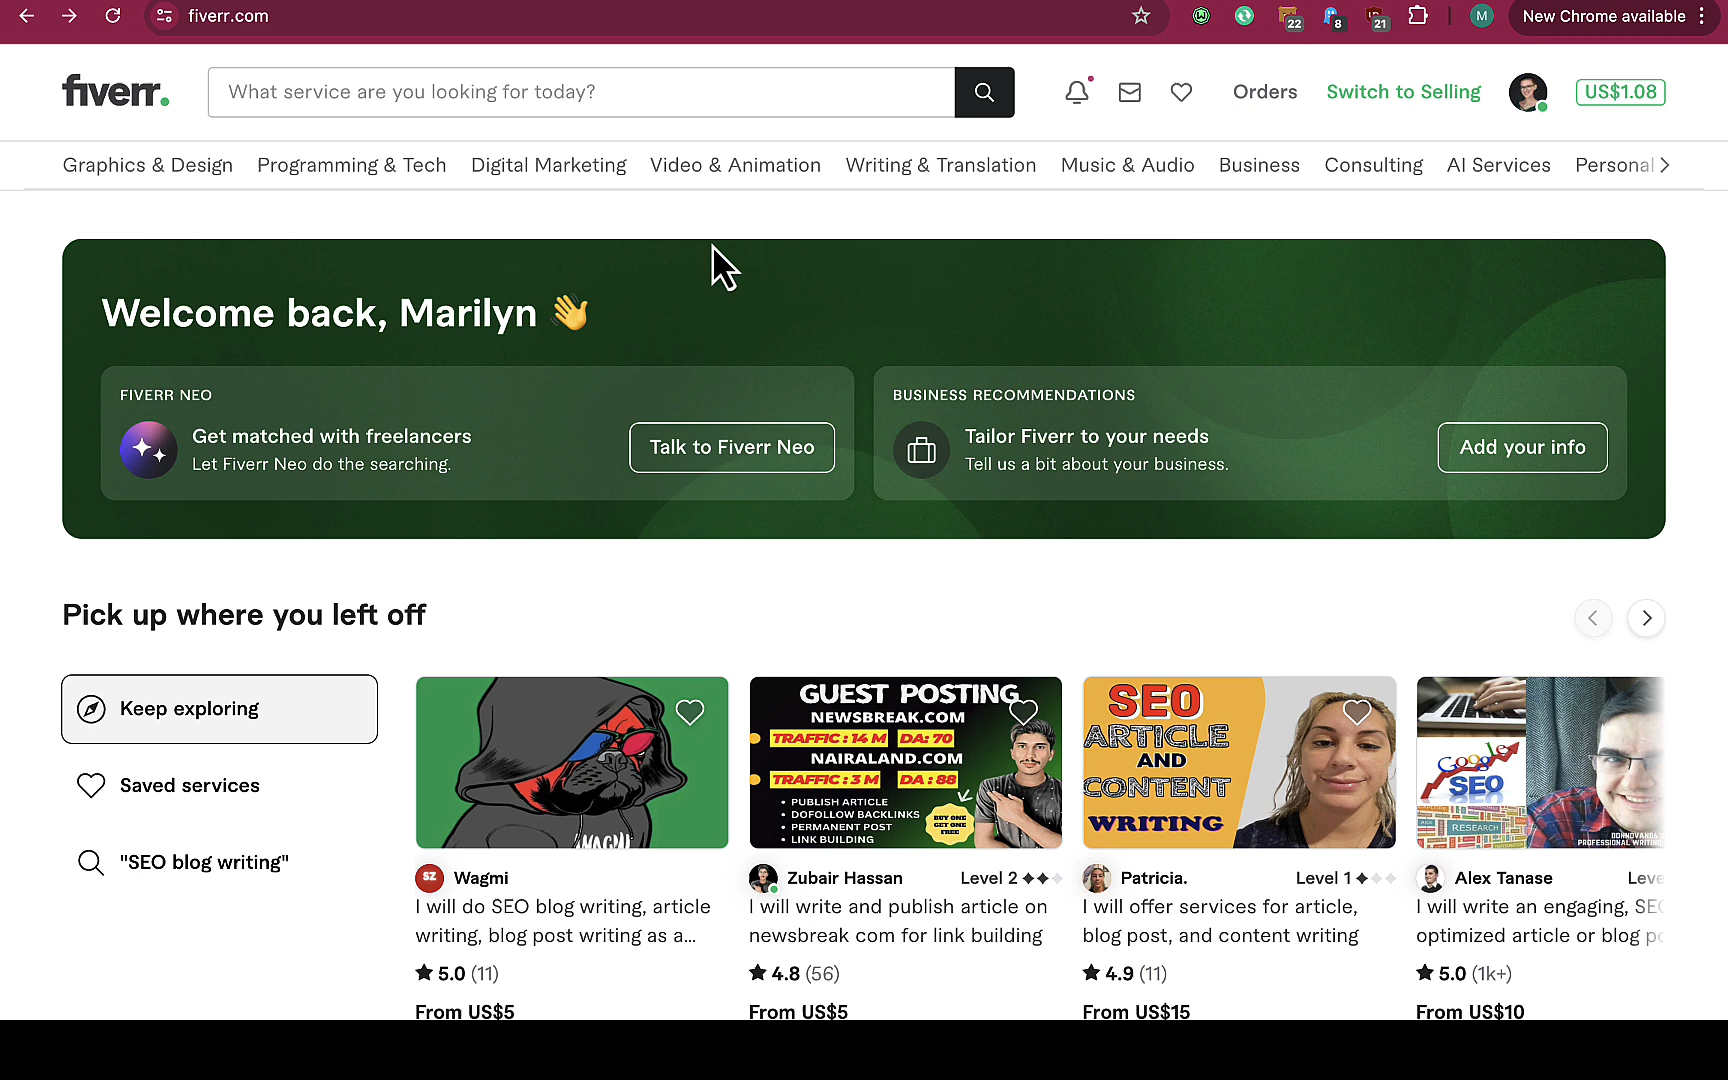 fiverr.com
22
8
21
M
New Chrome available
fiverr.
What service are you looking for today?
Orders
Switch to Selling
US$1.08
Graphics & Design
Programming & Tech
Digital Marketing
Video & Animation
Writing & Translation
Music & Audio
Business
Consulting
AI Services
Personal
Welcome back, Marilyn
FIVERR NEO
Get matched with freelancers
Let Fiverr Neo do the searching.
Talk to Fiverr Neo
BUSINESS RECOMMENDATIONS
Tailor Fiverr to your needs
Tell us a bit about your business.
Add your info
Pick up where you left off
Keep exploring
Saved services
"SEO blog writing"
SZ Wagmi
I will do SEO blog writing, article
writing, blog post writing as a...
5.0 (11)
From US$5
GUEST POSTING
NEWSBREAK.COM
TRAFFIC : 14 M DA: 70
NAIRALAND.COM
TRAFFIC : 3 M DA : 88
• PUBLISH ARTICLE
• DOFOLLOW BACKLINKS
• PERMANENT POST
• LINK BUILDING
BUY ONE
GET ONE
FREE
Zubair Hassan Level 2
I will write and publish article on
newsbreak com for link building
4.8 (56)
From US$5
SEO
ARTICLE
AND
CONTENT
WRITING
Patricia. Level 1
I will offer services for article,
blog post, and content writing
4.9 (11)
From US$15
Google
SEO
RESEARCH
PROFESSIONAL WRITING
Alex Tanase Leve
I will write an engaging, SEO
optimized article or blog po
5.0 (1k+)
From US$10